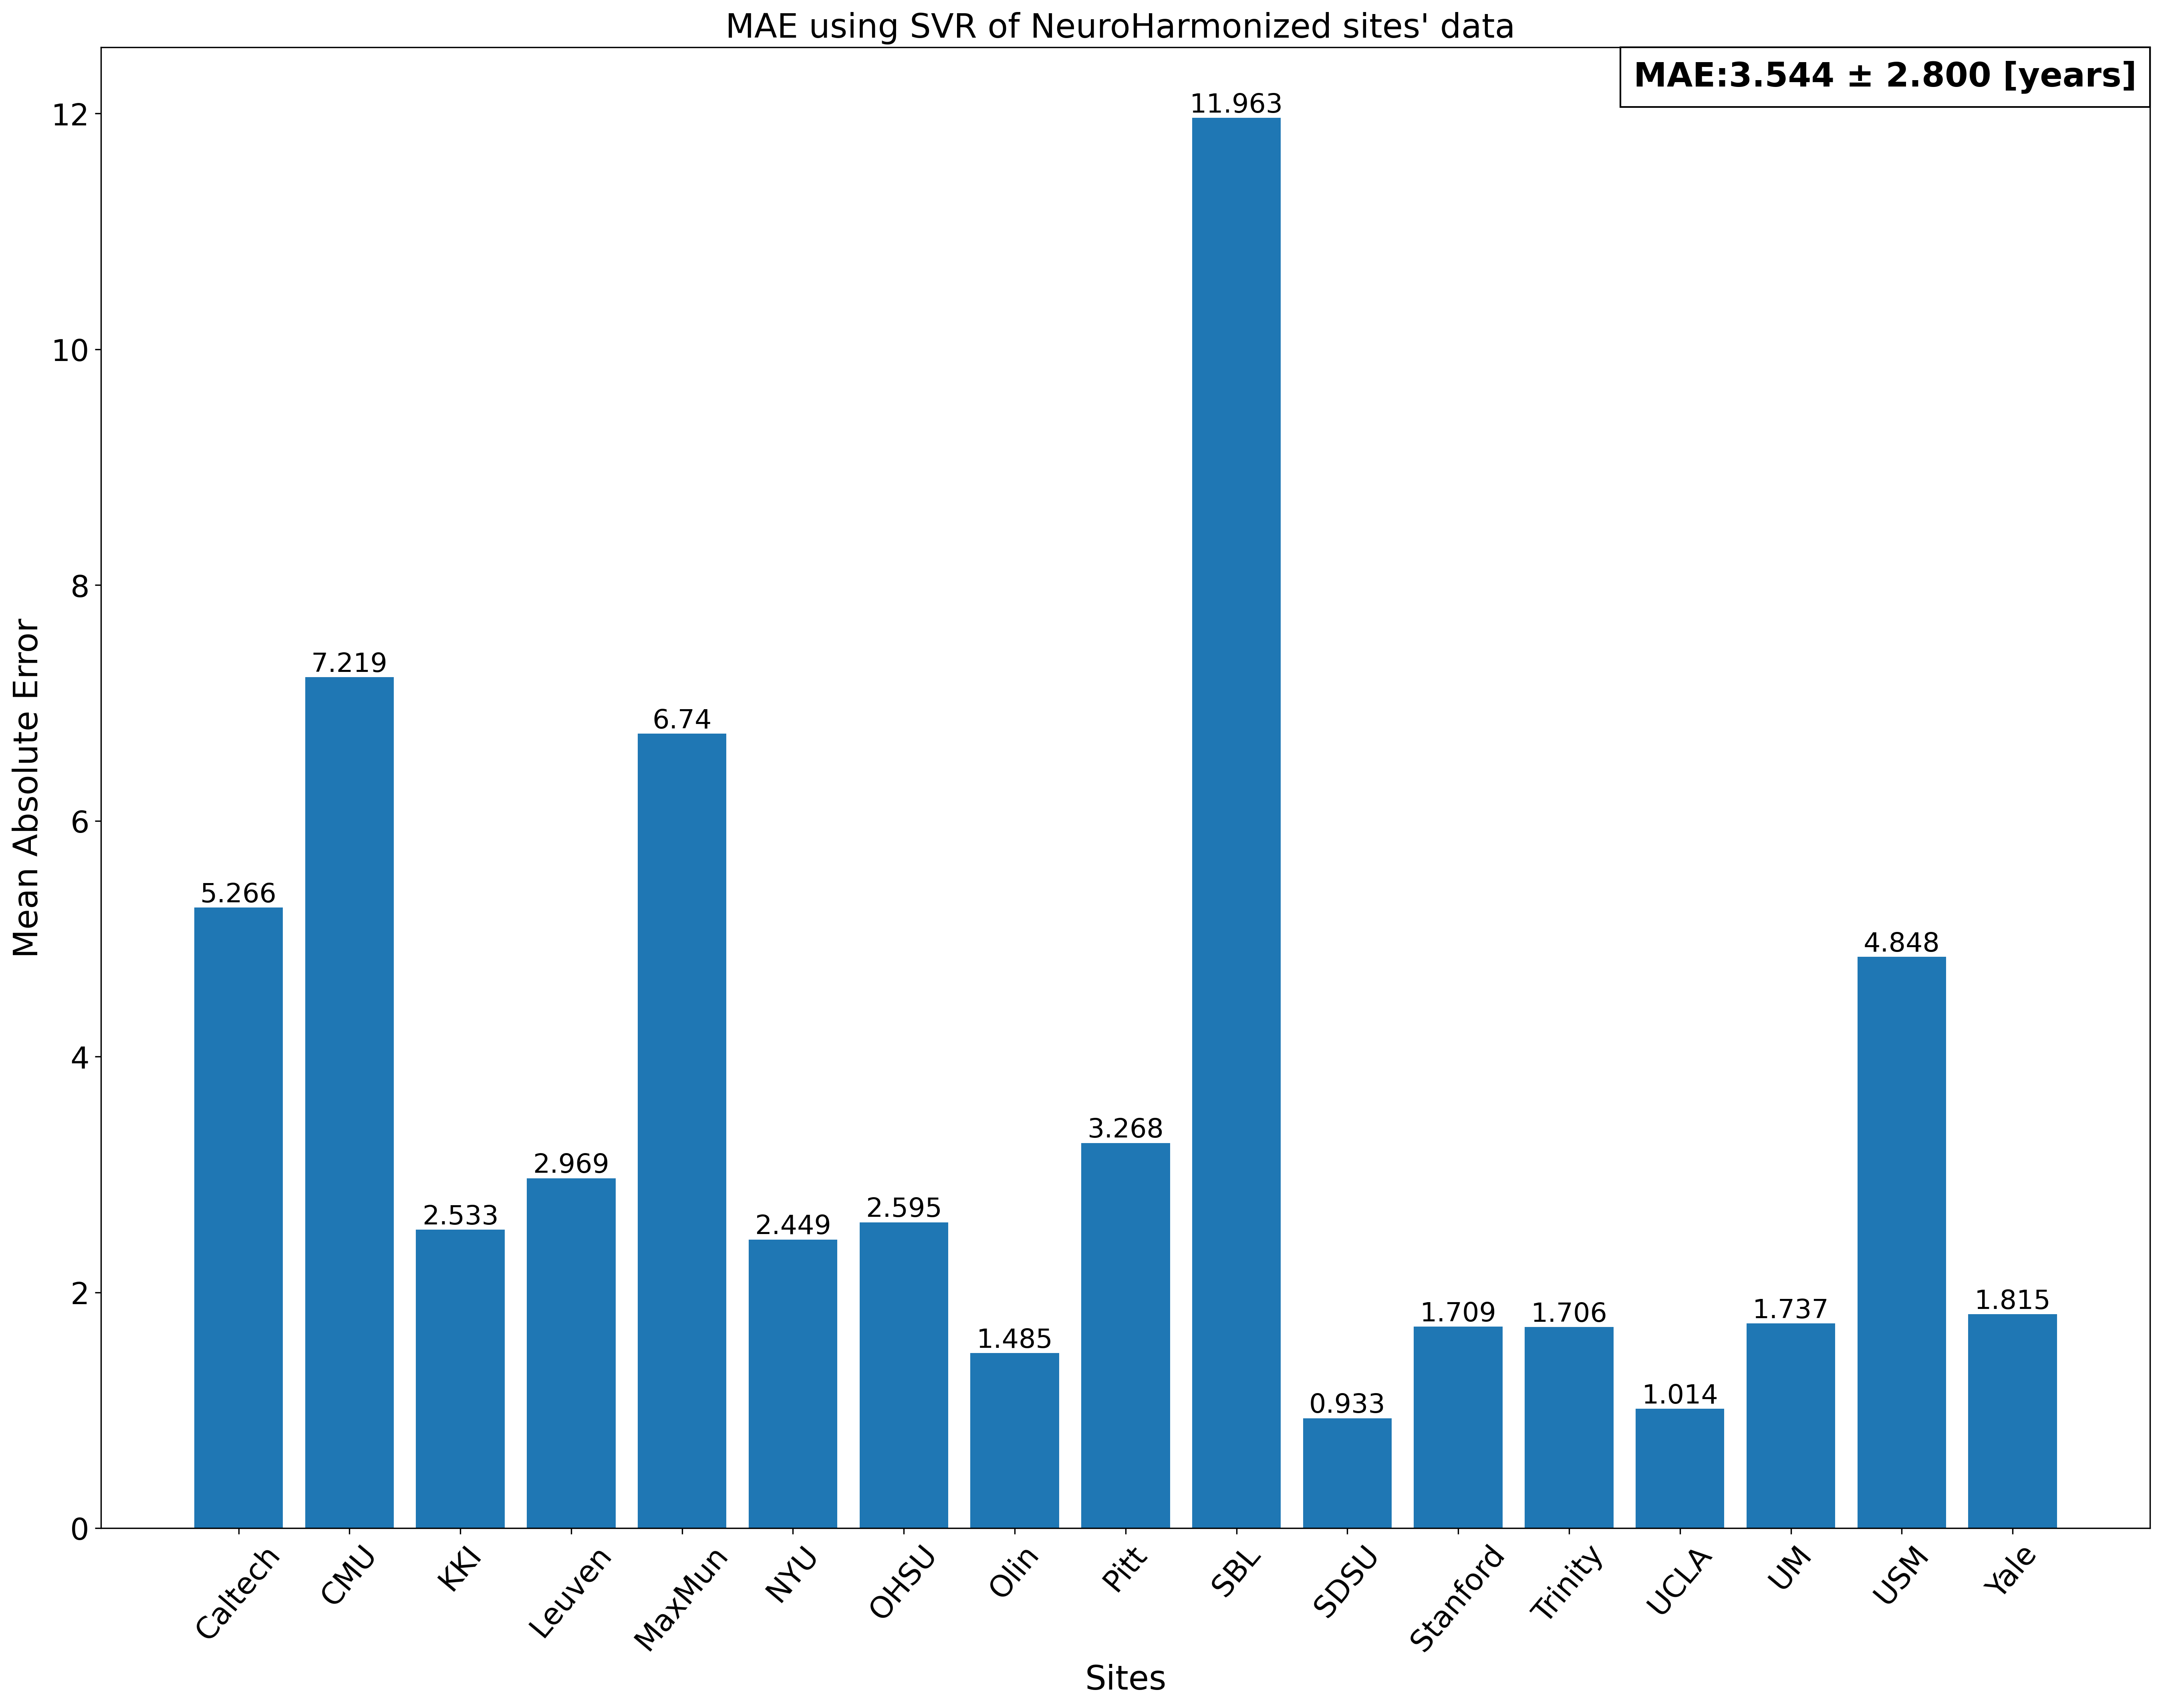 MAE using SVR of NeuroHarmonized sites' data
MAE:3.544 ± 2.800 [years]
Mean Absolute Error
12
10
8
6
4
2
0
5.266
7.219
2.533
2.969
6.74
2.449
2.595
1.485
3.268
11.963
0.933
1.709
1.706
1.014
1.737
4.848
1.815
Caltech
CMU
KKI
Leuven
MaxMun
NYU
OHSU
Olin
Pitt
SBL
SDSU
Stanford
Trinity
UCLA
UM
USM
Yale
Sites